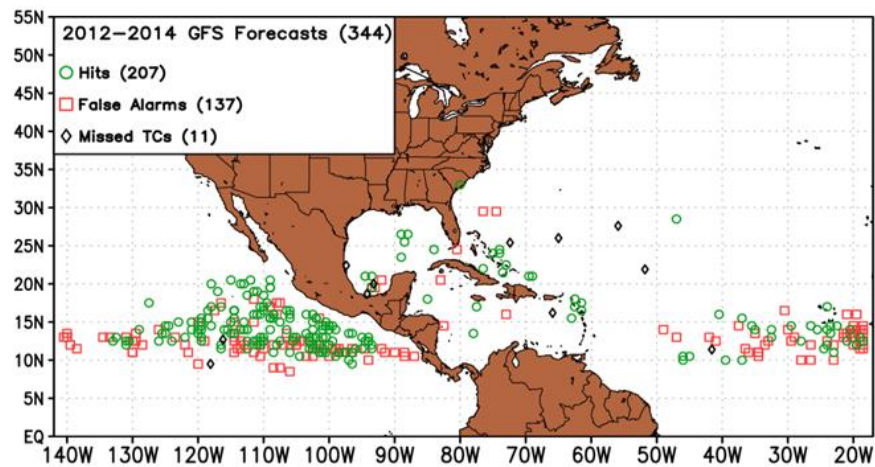 2012-2014 GFS Forecasts (344)
Hits (207)
False Alarms (137)
Missed TCs (11)
55N
50N
45N
40N
35N
30N
25N
20N
15N
10N
5N
EQ
140W 130W 120W 110W 100W 90W 80W 70W 60W 50W 40W 30W 20W